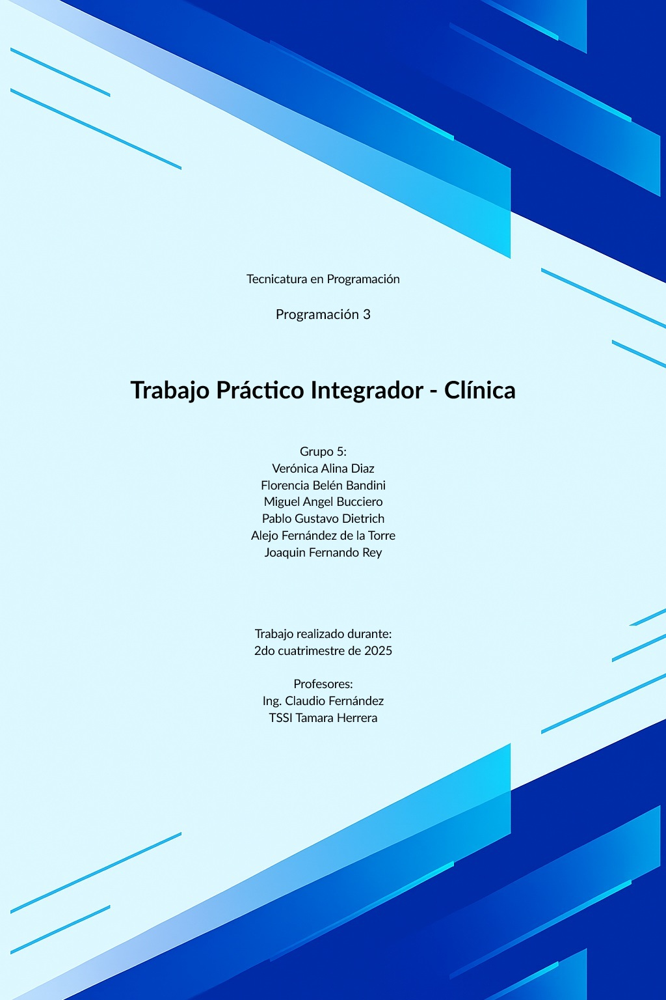 Tecnicatura en Programación
Programación 3
Trabajo Práctico Integrador - Clínica
Grupo 5:
Verónica Alina Diaz
Florencia Belén Bandini
Miguel Angel Bucciero
Pablo Gustavo Dietrich
Alejo Fernández de la Torre
Joaquin Fernando Rey
Trabajo realizado durante:
2do cuatrimestre de 2025
Profesores:
Ing. Claudio Fernández
TSSI Tamara Herrera